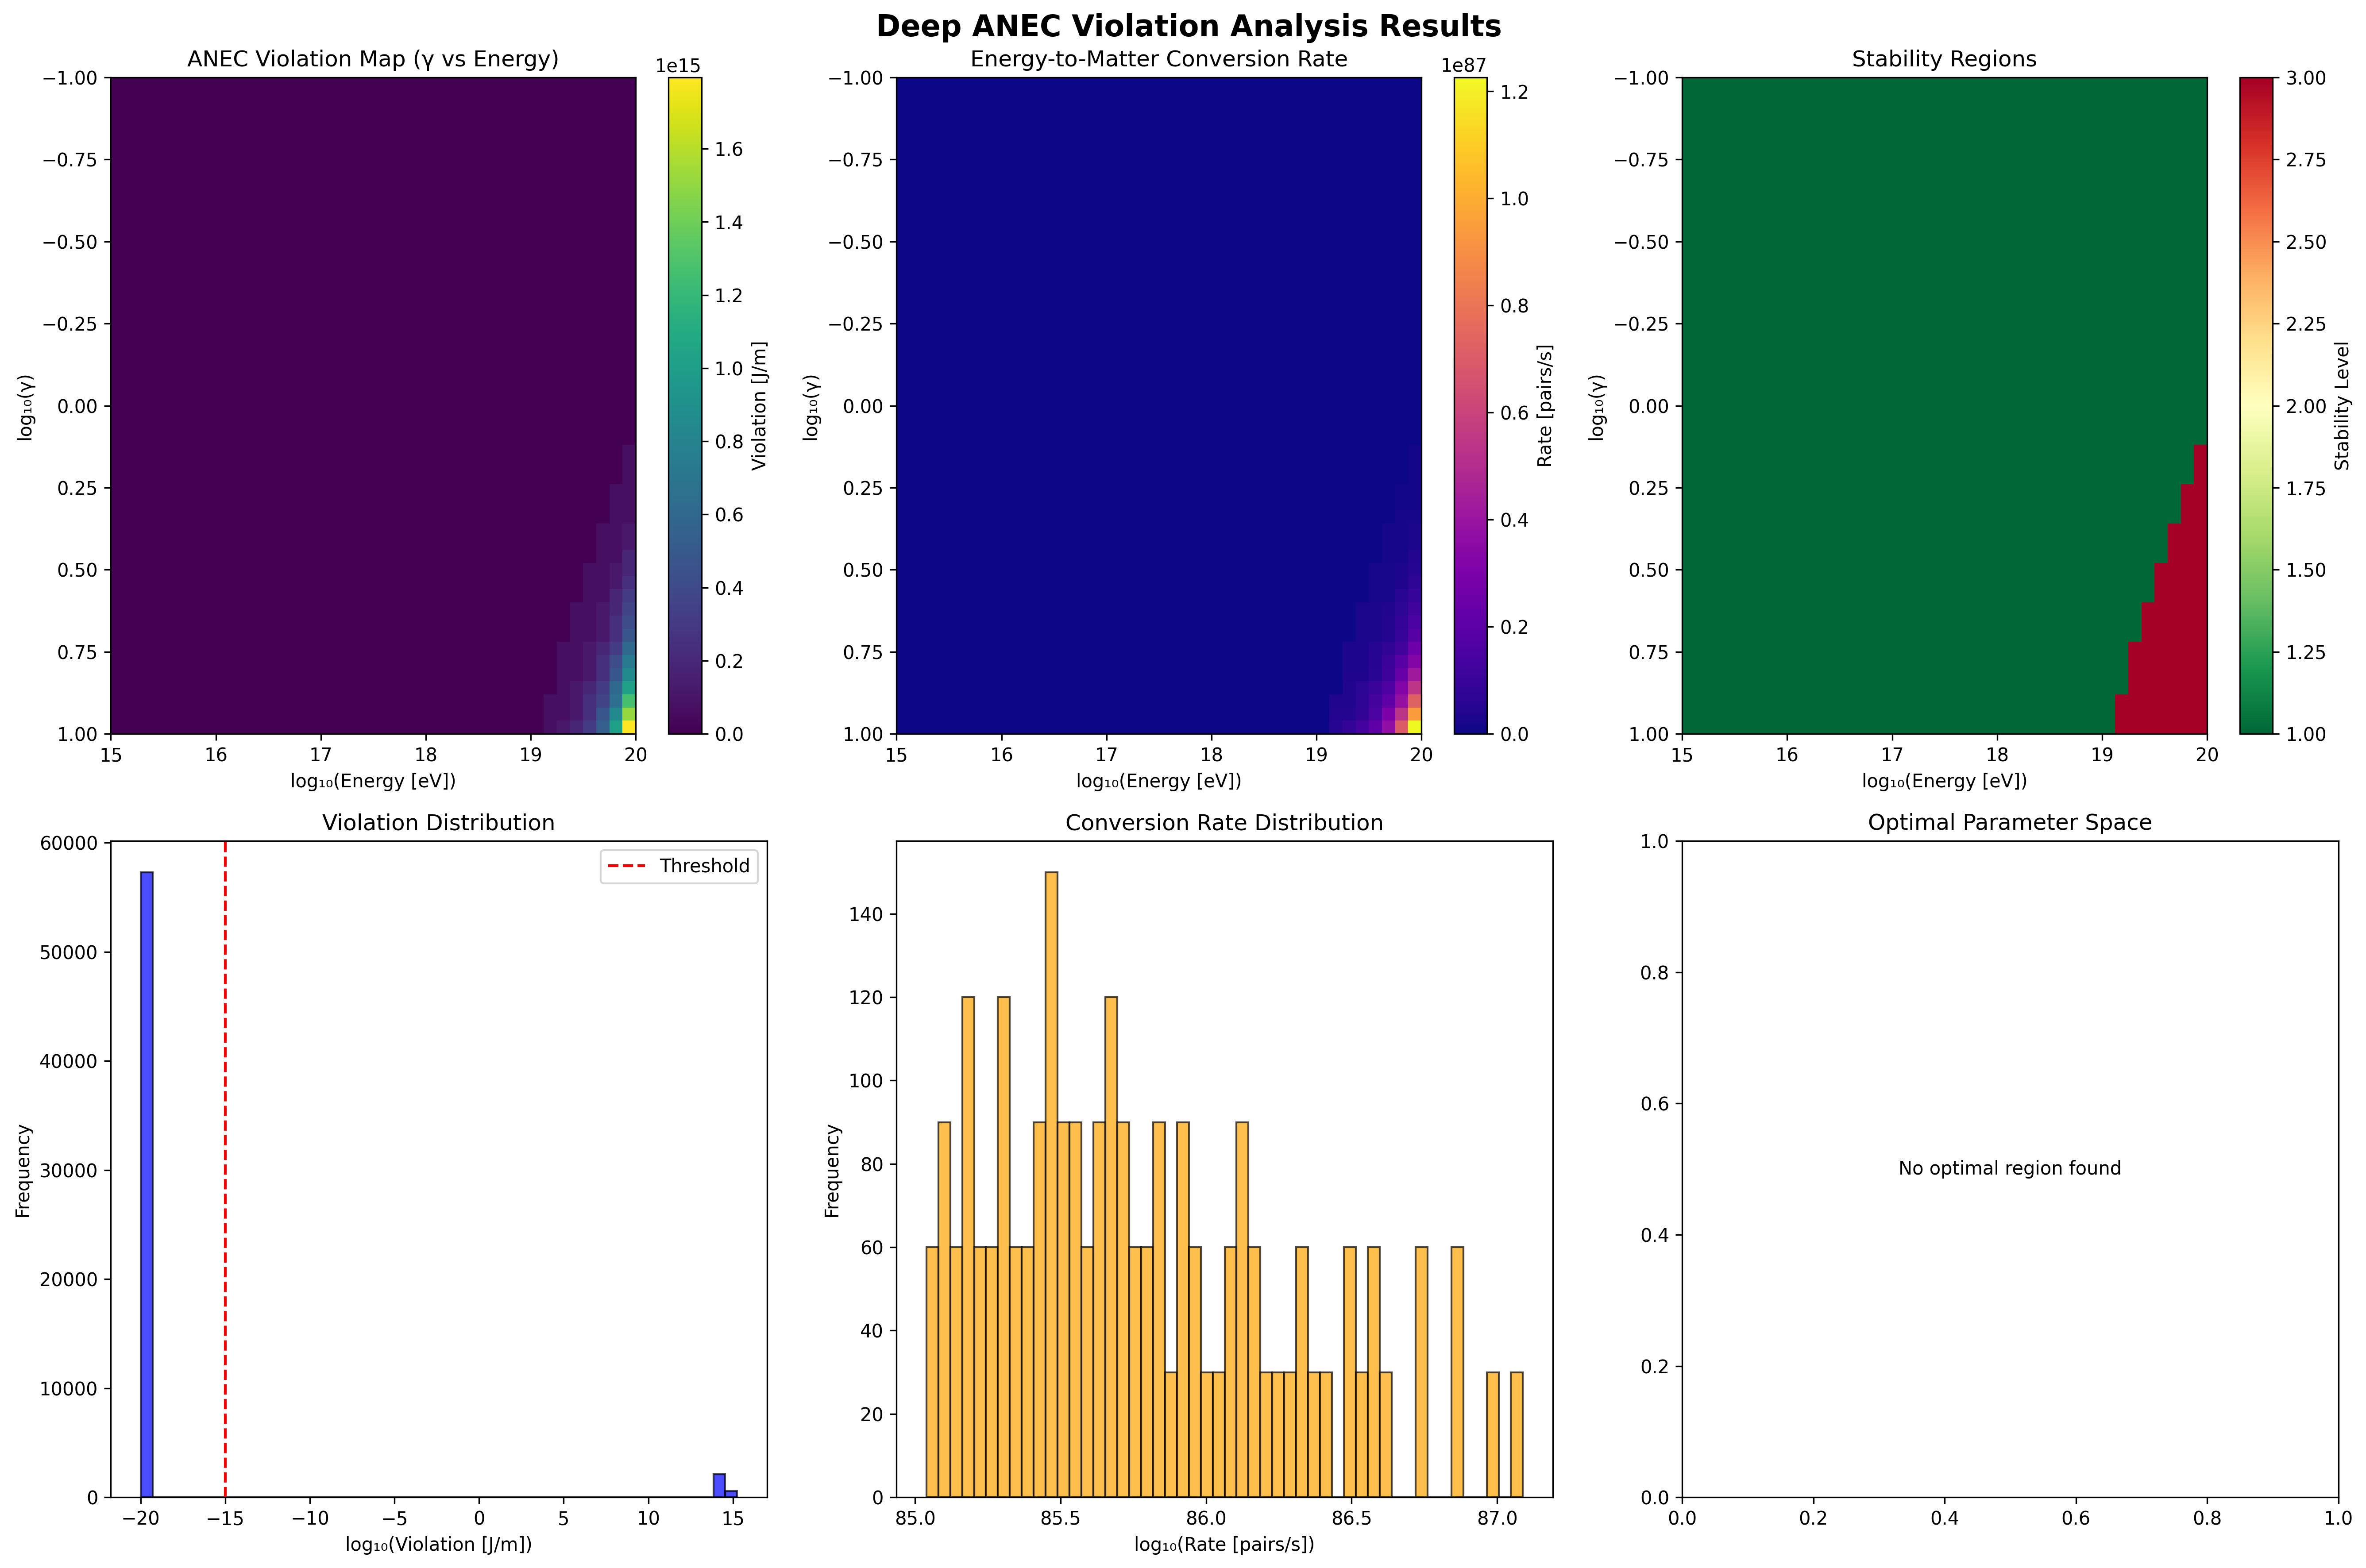 Deep ANEC Violation Analysis Results
ANEC Violation Map (γ vs Energy)
1e15
−1.00
−0.75
−0.50
−0.25
0.00
0.25
0.50
0.75
1.00
log₁₀(γ)
15 16 17 18 19 20
log₁₀(Energy [eV])
1.6
1.4
1.2
1.0
0.8
0.6
0.4
0.2
0.0
Violation [J/m]
Energy-to-Matter Conversion Rate
1e87
−1.00
−0.75
−0.50
−0.25
0.00
0.25
0.50
0.75
1.00
log₁₀(γ)
15 16 17 18 19 20
log₁₀(Energy [eV])
1.2
1.0
0.8
0.6
0.4
0.2
0.0
Rate [pairs/s]
Stability Regions
−1.00
−0.75
−0.50
−0.25
0.00
0.25
0.50
0.75
1.00
log₁₀(γ)
15 16 17 18 19 20
log₁₀(Energy [eV])
3.00
2.75
2.50
2.25
2.00
1.75
1.50
1.25
1.00
Stability Level
Violation Distribution
60000
50000
40000
30000
20000
10000
0
Frequency
Threshold
−20 −15 −10 −5 0 5 10 15
log₁₀(Violation [J/m])
Conversion Rate Distribution
140
120
100
80
60
40
20
0
Frequency
85.0 85.5 86.0 86.5 87.0
log₁₀(Rate [pairs/s])
Optimal Parameter Space
1.0
0.8
0.6
0.4
0.2
0.0
No optimal region found
0.0 0.2 0.4 0.6 0.8 1.0